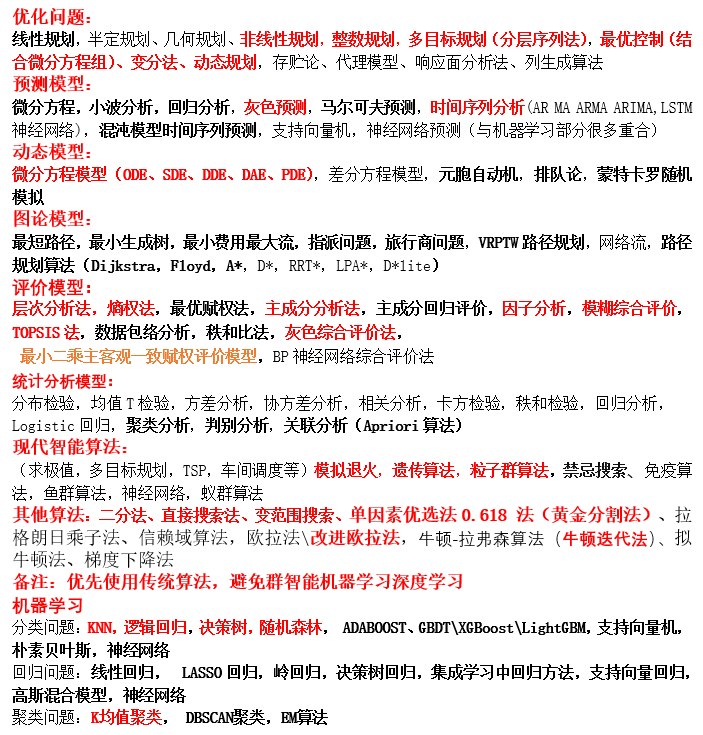 优化问题：
线性规划，半定规划、几何规划、非线性规划，整数规划，多目标规划（分层序列法），最优控制（结
合微分方程组）、变分法、动态规划，存贮论、代理模型、响应面分析法、列生成算法
预测模型：
微分方程，小波分析，回归分析，灰色预测，马尔可夫预测，时间序列分析(AR MA ARMA ARIMA,LSTM
神经网络)，混沌模型时间序列预测，支持向量机，神经网络预测（与机器学习部分很多重合）
动态模型：
微分方程模型（ODE、SDE、DDE、DAE、PDE)，差分方程模型，元胞自动机，排队论，蒙特卡罗随机
模拟
图论模型：
最短路径，最小生成树，最小费用最大流，指派问题，旅行商问题，VRPTW 路径规划，网络流，路径
规划算法（Dijkstra，Floyd，A*，D*，RRT*，LPA*，D*lite）
评价模型：
层次分析法，熵权法，最优赋权法，主成分分析法，主成分回归评价，因子分析，模糊综合评价，
TOPSIS 法，数据包络分析，秩和比法，灰色综合评价法，
最小二乘主客观一致赋权评价模型，BP 神经网络综合评价法
统计分析模型：
分布检验，均值 T 检验，方差分析，协方差分析，相关分析，卡方检验，秩和检验，回归分析，
Logistic 回归，聚类分析，判别分析，关联分析（Apriori 算法）
现代智能算法：
（求极值，多目标规划，TSP，车间调度等）模拟退火，遗传算法，粒子群算法，禁忌搜索、免疫算
法，鱼群算法，神经网络，蚁群算法
其他算法：二分法、直接搜索法、变范围搜索、单因素优选法 0.618 法（黄金分割法）、拉
格朗日乘子法、信赖域算法，欧拉法\改进欧拉法，牛顿-拉弗森算法（牛顿迭代法）、拟
牛顿法、梯度下降法
备注：优先使用传统算法，避免群智能机器学习深度学习
机器学习
分类问题：KNN，逻辑回归，决策树，随机森林， ADABOOST、GBDT\XGBoost\LightGBM，支持向量机，
朴素贝叶斯，神经网络
回归问题：线性回归， LASSO 回归，岭回归，决策树回归，集成学习中回归方法，支持向量回归，
高斯混合模型，神经网络
聚类问题：K均值聚类， DBSCAN聚类，EM算法